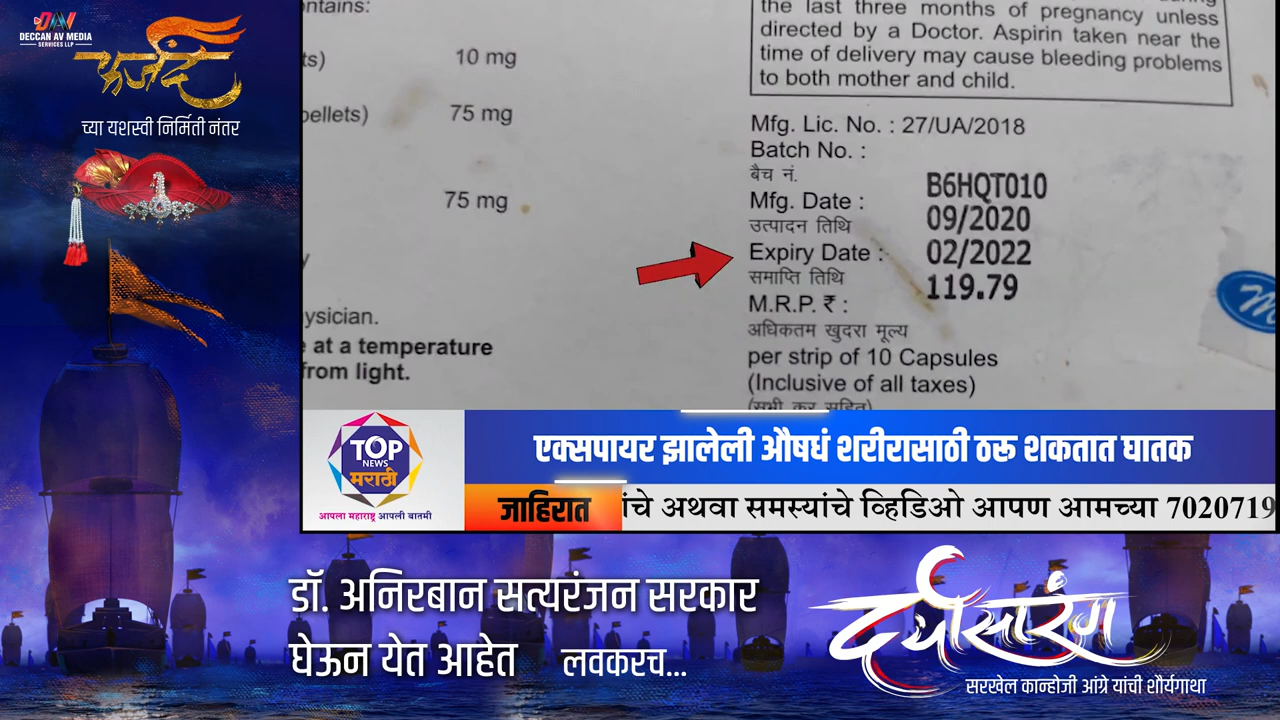 DECCAN AV MEDIA
SERVICES LLP
फर्जंद
च्या यशस्वी निर्मिती नंतर
ontains:
ts)
10 mg
pellets)
75 mg
75 mg
ysician.
e at a temperature
from light.
the last three months of pregnancy unless
directed by a Doctor. Aspirin taken near the
time of delivery may cause bleeding problems
to both mother and child.
Mfg. Lic. No. : 27/UA/2018
Batch No. :
बैच नं. B6HQT010
Mfg. Date : 09/2020
उत्पादन तिथि
Expiry Date : 02/2022
समाप्ति तिथि
M.R.P. ₹ : 119.79
अधिकतम खुदरा मूल्य
per strip of 10 Capsules
(Inclusive of all taxes)
(सभी कर सहित)
TOP
NEWS
मराठी
आपला महाराष्ट्र आपली बातमी
एक्सपायर झालेली औषधं शरीरासाठी ठरू शकतात घातक
जाहिरात
ांचे अथवा समस्यांचे व्हिडिओ आपण आमच्या 7020719
डॉ. अनिरबान सत्यरंजन सरकार
घेऊन येत आहेत लवकरच...
दर्यासारंग
सरखेल कान्होजी आंग्रे यांची शौर्यगाथा